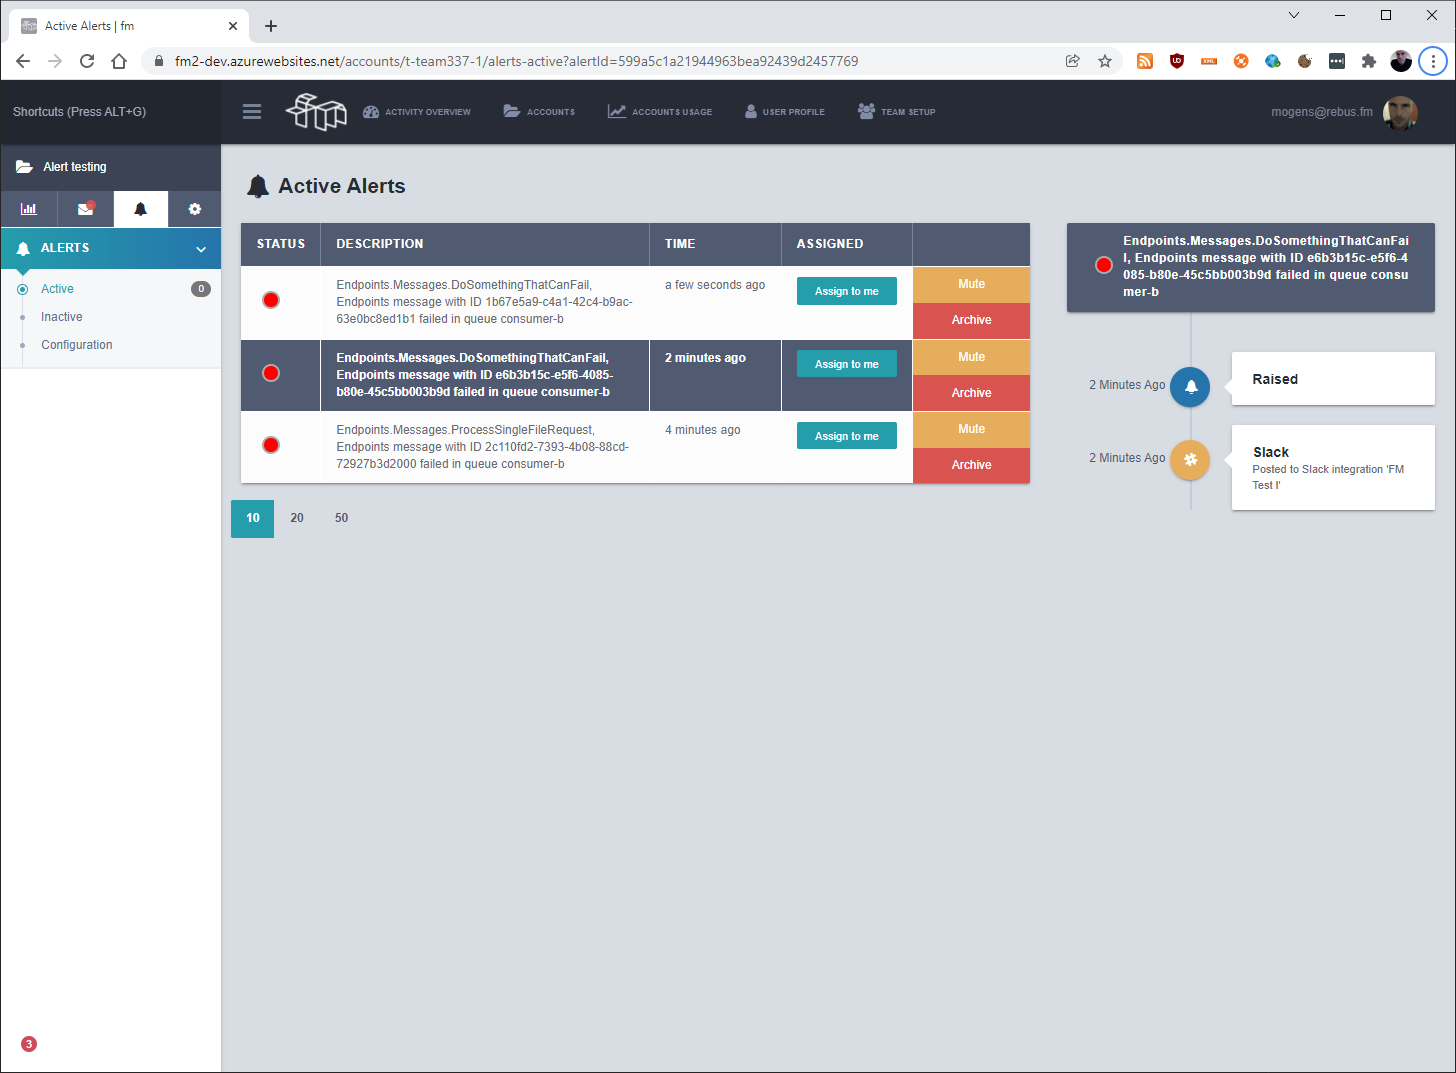 Active Alerts | fm
fm2-dev.azurewebsites.net/accounts/t-team337-1/alerts-active?alertId=599a5c1a21944963bea92439d2457769
Shortcuts (Press ALT+G)
ACTIVITY OVERVIEW
ACCOUNTS
ACCOUNTS USAGE
USER PROFILE
TEAM SETUP
mogens@rebus.fm
Alert testing
ALERTS
Active
0
Inactive
Configuration
3
Active Alerts
STATUS DESCRIPTION TIME ASSIGNED
Endpoints.Messages.DoSomethingThatCanFail,
Endpoints message with ID 1b67e5a9-c4a1-42c4-b9ac-
63e0bc8ed1b1 failed in queue consumer-b
a few seconds ago
Assign to me
Mute
Archive
Endpoints.Messages.DoSomethingThatCanFail,
Endpoints message with ID e6b3b15c-e5f6-4085-
b80e-45c5bb003b9d failed in queue consumer-b
2 minutes ago
Assign to me
Mute
Archive
Endpoints.Messages.ProcessSingleFileRequest,
Endpoints message with ID 2c110fd2-7393-4b08-88cd-
72927b3d2000 failed in queue consumer-b
4 minutes ago
Assign to me
Mute
Archive
10 20 50
Endpoints.Messages.DoSomethingThatCanFai
l, Endpoints message with ID e6b3b15c-e5f6-4
085-b80e-45c5bb003b9d failed in queue consu
mer-b
2 Minutes Ago
Raised
2 Minutes Ago
Slack
Posted to Slack integration 'FM
Test I'